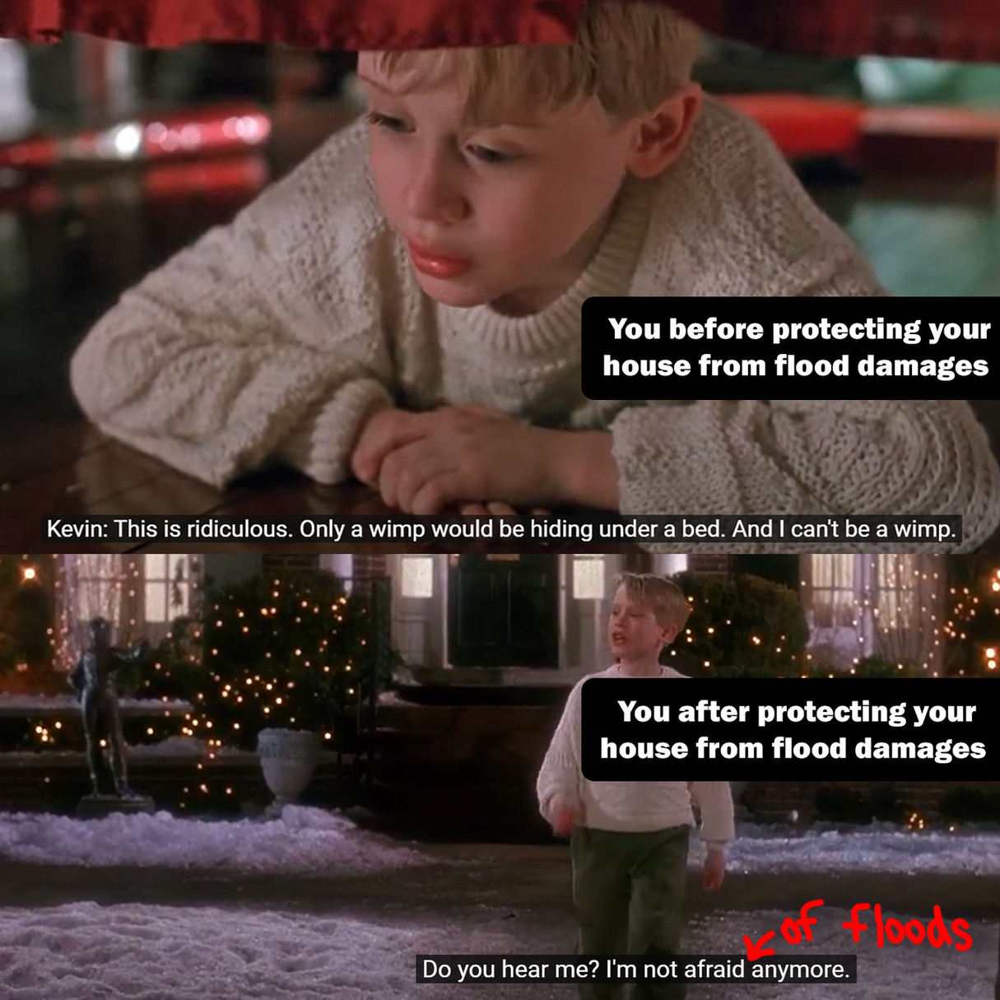 You before protecting your
house from flood damages
Kevin: This is ridiculous. Only a wimp would be hiding under a bed. And I can't be a wimp.
You after protecting your
house from flood damages
of floods
Do you hear me? I'm not afraid anymore.